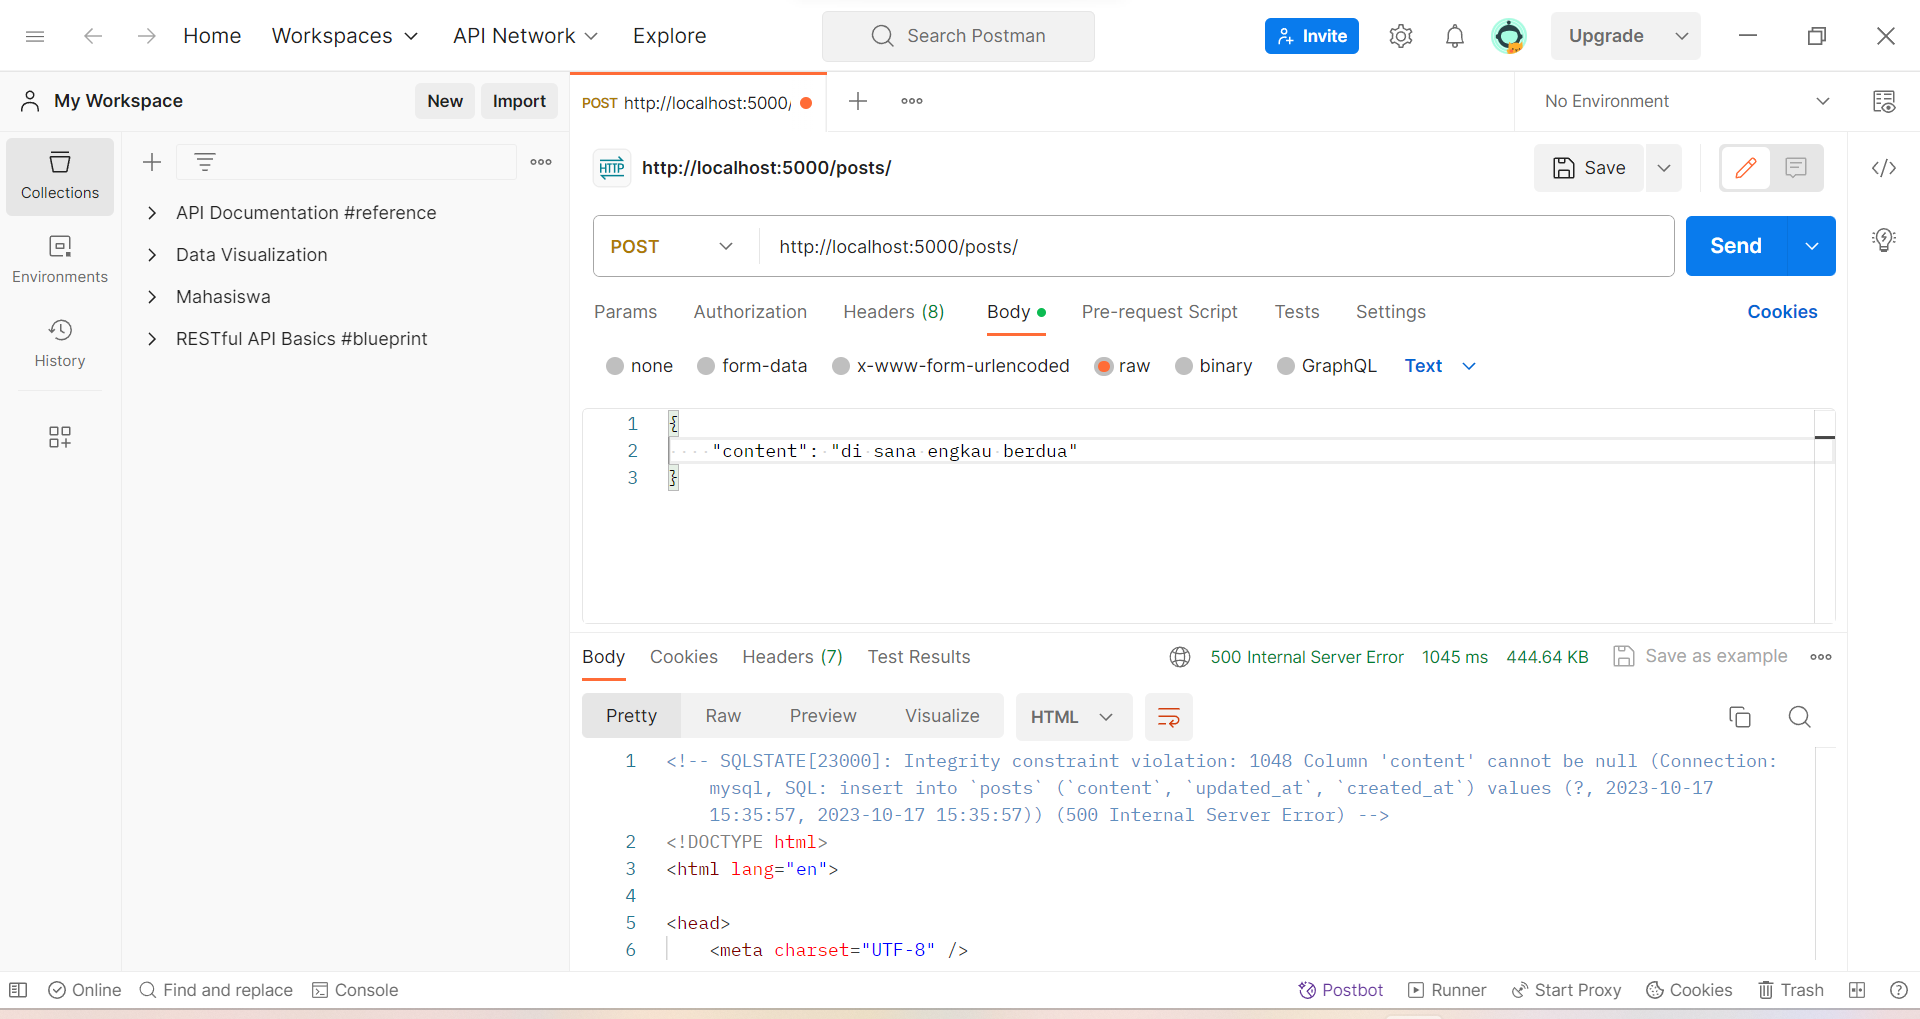 Home Workspaces API Network Explore Search Postman Invite Upgrade
My Workspace New Import POST http://localhost:5000/ No Environment
Collections
Environments
History
API Documentation #reference
Data Visualization
Mahasiswa
RESTful API Basics #blueprint
HTTP http://localhost:5000/posts/ Save
POST http://localhost:5000/posts/ Send
Params Authorization Headers (8) Body Pre-request Script Tests Settings Cookies
none form-data x-www-form-urlencoded raw binary GraphQL Text
1 {
2 "content": "di sana engkau berdua"
3 }
Body Cookies Headers (7) Test Results 500 Internal Server Error 1045 ms 444.64 KB Save as example
Pretty Raw Preview Visualize HTML
1 <!-- SQLSTATE[23000]: Integrity constraint violation: 1048 Column 'content' cannot be null (Connection:
mysql, SQL: insert into `posts` (`content`, `updated_at`, `created_at`) values (?, 2023-10-17
15:35:57, 2023-10-17 15:35:57)) (500 Internal Server Error) -->
2 <!DOCTYPE html>
3 <html lang="en">
4
5 <head>
6 <meta charset="UTF-8" />
Online Find and replace Console Postbot Runner Start Proxy Cookies Trash